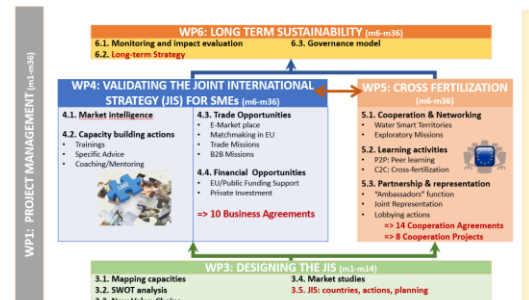 WP1: PROJECT MANAGEMENT (m1-m36)
WP6: LONG TERM SUSTAINABILITY (m6-m36)
6.1. Monitoring and impact evaluation
6.2. Long-term Strategy
6.3. Governance model
WP4: VALIDATING THE JOINT INTERNATIONAL
STRATEGY (JIS) FOR SMEs (m6-m36)
4.1. Market intelligence
4.2. Capacity building actions
• Trainings
• Specific Advice
• Coaching/Mentoring
SME
4.3. Trade Opportunities
• E-Market place
• Matchmaking in EU
• Trade Missions
• B2B Missions
4.4. Financial Opportunities
• EU/Public Funding Support
• Private Investment
=> 10 Business Agreements
WP5: CROSS FERTILIZATION
(m6-m36)
5.1. Cooperation & Networking
• Water Smart Territories
• Exploratory Missions
5.2. Learning activities
• P2P: Peer learning
• C2C: Cross-fertilization
5.3. Partnership & representation
• "Ambassadors" function
• Joint Representation
• Lobbying actions
=> 14 Cooperation Agreements
=> 8 Cooperation Projects
WP3: DESIGNING THE JIS (m1-m14)
3.1. Mapping capacities
3.2. SWOT analysis
3.4. Market studies
3.5. JIS: countries, actions, planning